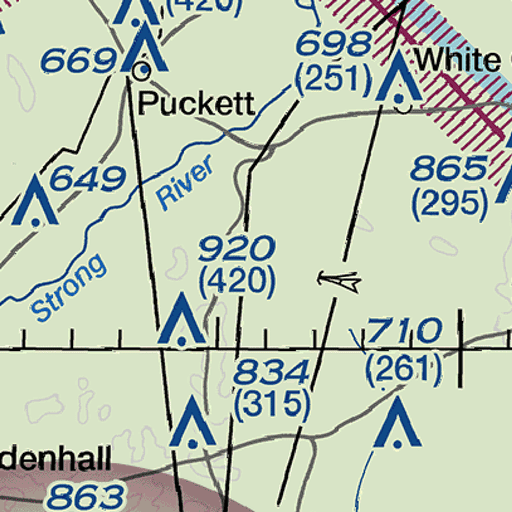 (420)
669
698
(251)
White
Puckett
649
River
865
(295)
920
(420)
Strong
710
(261)
834
(315)
denhall
863